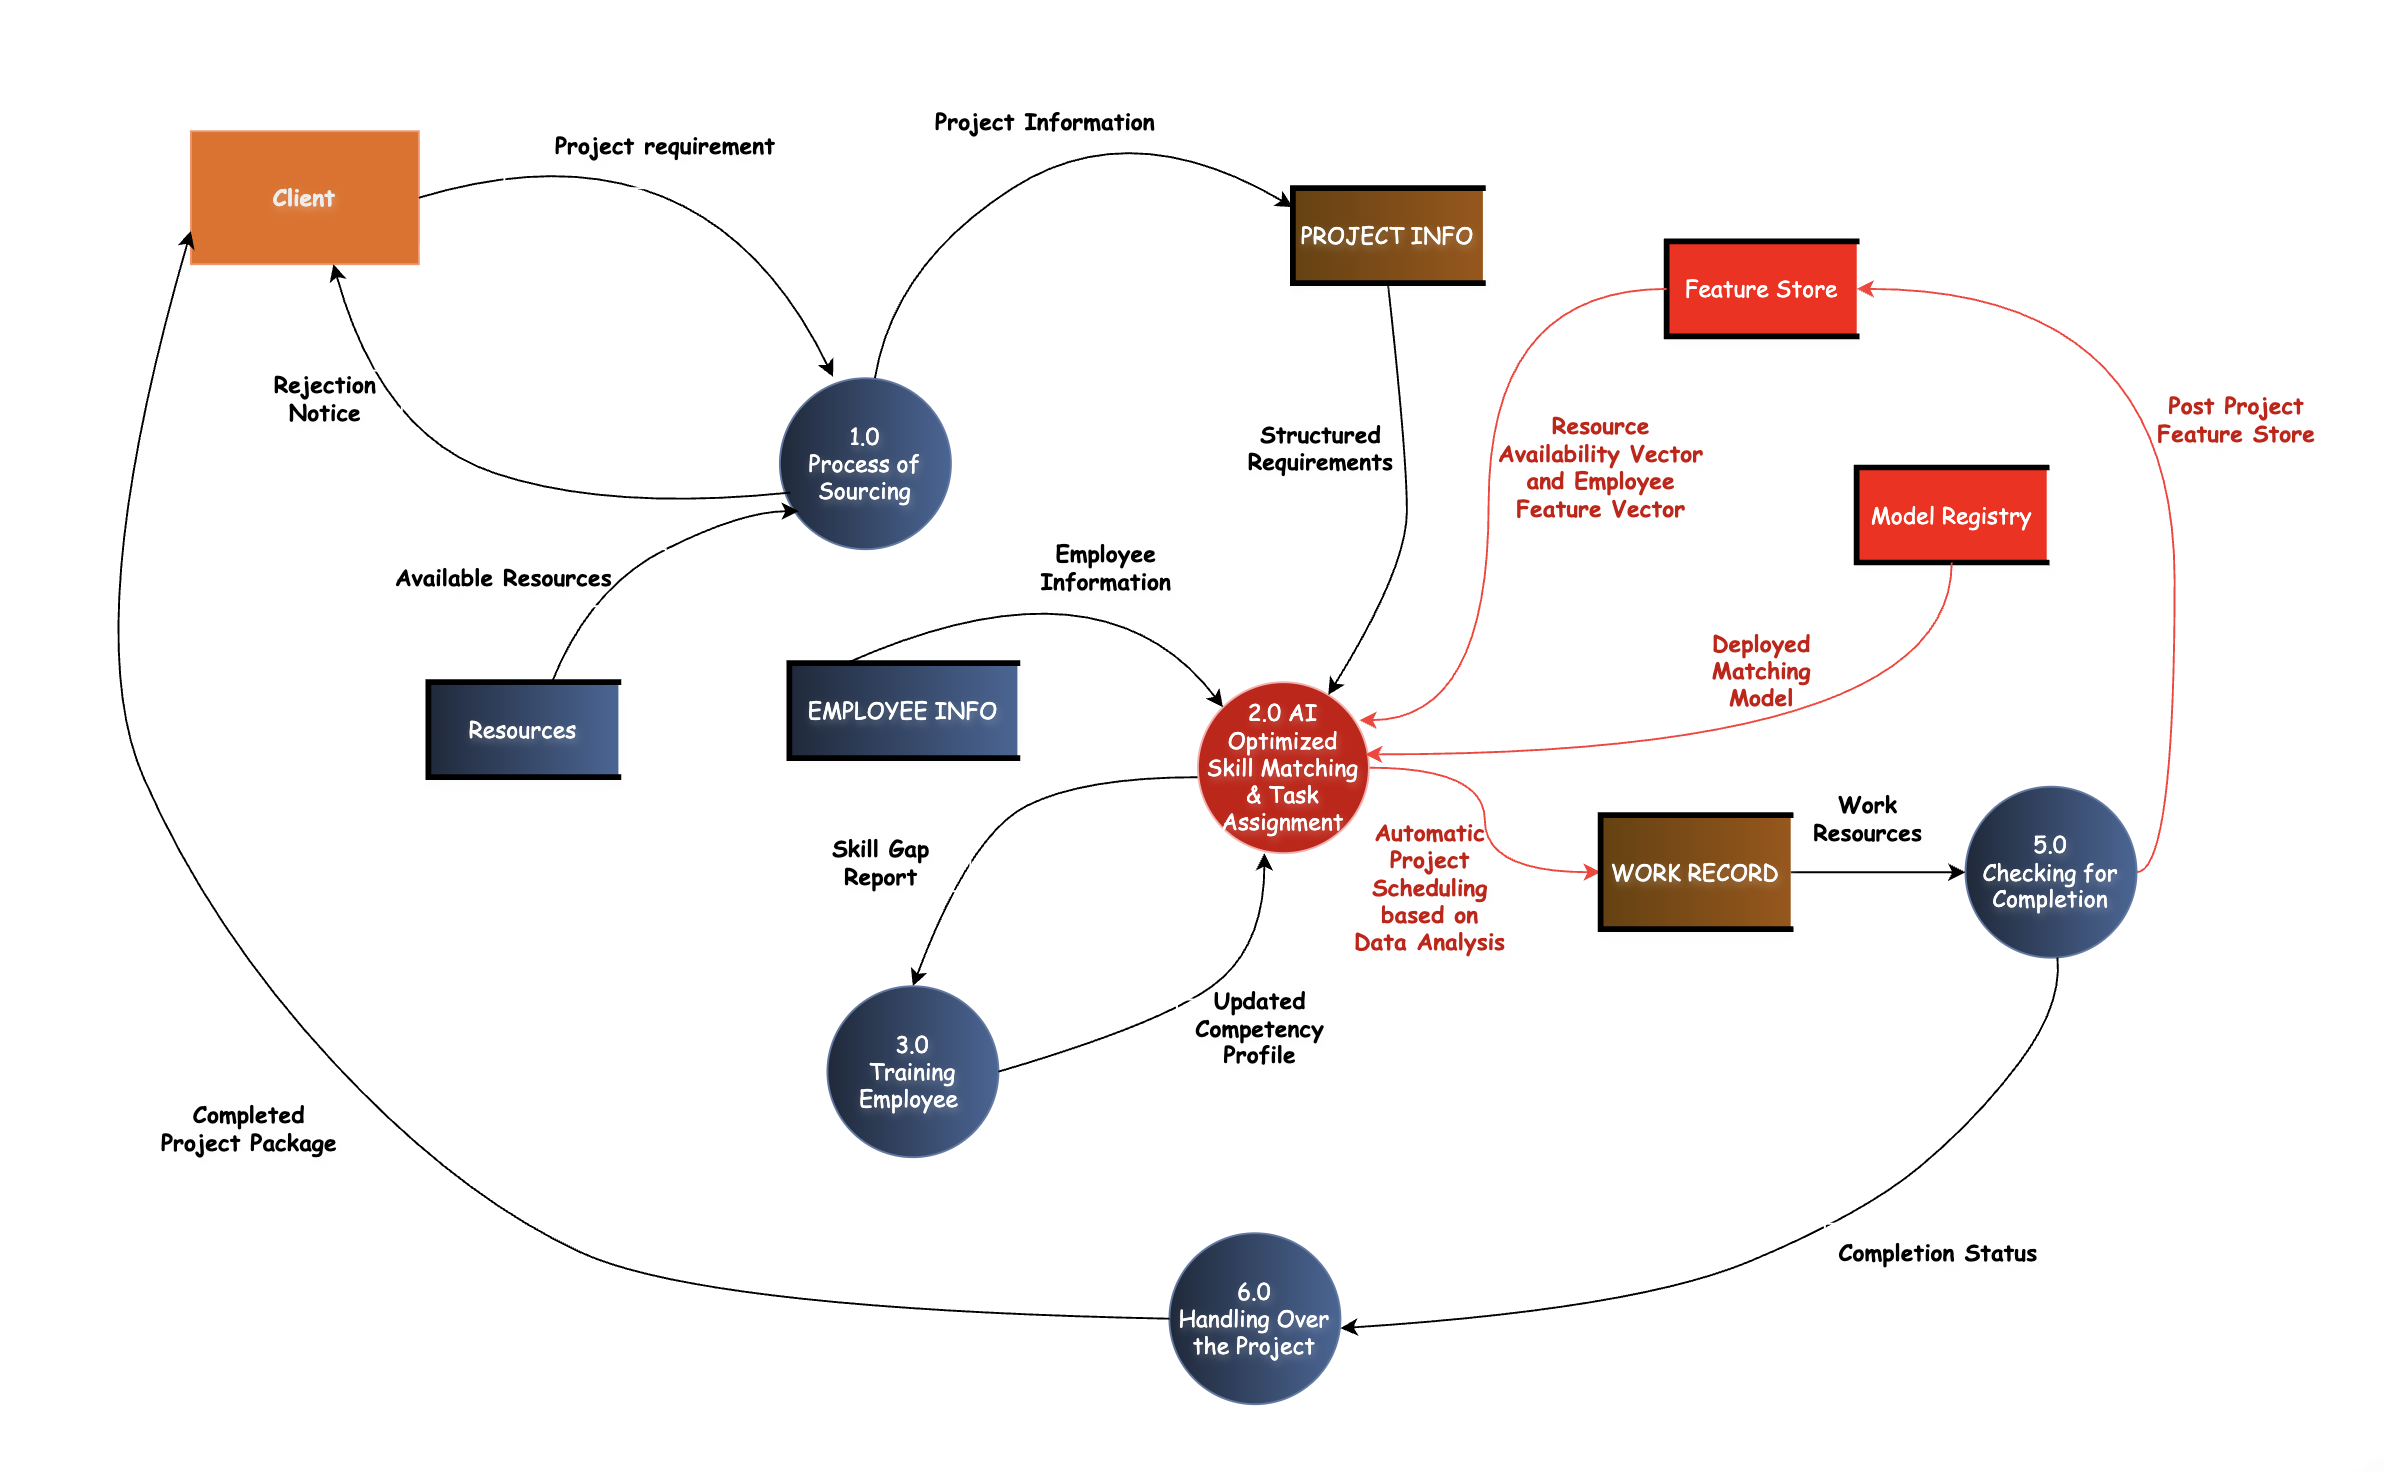 Project Information
Project requirement
Client
PROJECT INFO
Feature Store
Rejection
Notice
Post Project
Feature Store
1.0
Process of
Sourcing
Structured
Requirements
Resource
Availability Vector
and Employee
Feature Vector
Model Registry
Available Resources
Employee
Information
Deployed
Matching
Model
Resources
EMPLOYEE INFO
2.0 AI
Optimized
Skill Matching
& Task
Assignment
Skill Gap
Report
Automatic
Project
Scheduling
based on
Data Analysis
WORK RECORD
Work
Resources
5.0
Checking for
Completion
Updated
Competency
Profile
3.0
Training
Employee
Completed
Project Package
Completion Status
6.0
Handling Over
the Project